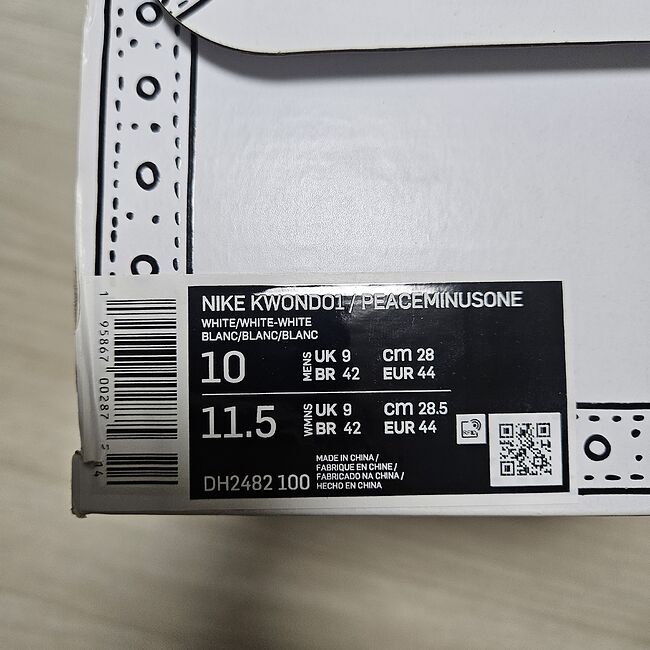 NIKE KWONDO1 / PEACEMINUSONE
WHITE/WHITE-WHITE
BLANC/BLANC/BLANC
10 MENS UK 9 CM 28
BR 42 EUR 44
11.5 WMNS UK 9 CM 28.5
BR 42 EUR 44
MADE IN CHINA /
FABRIQUE EN CHINE /
FABRICADO NA CHINA /
HECHO EN CHINA
DH2482 100
1 95867 00287